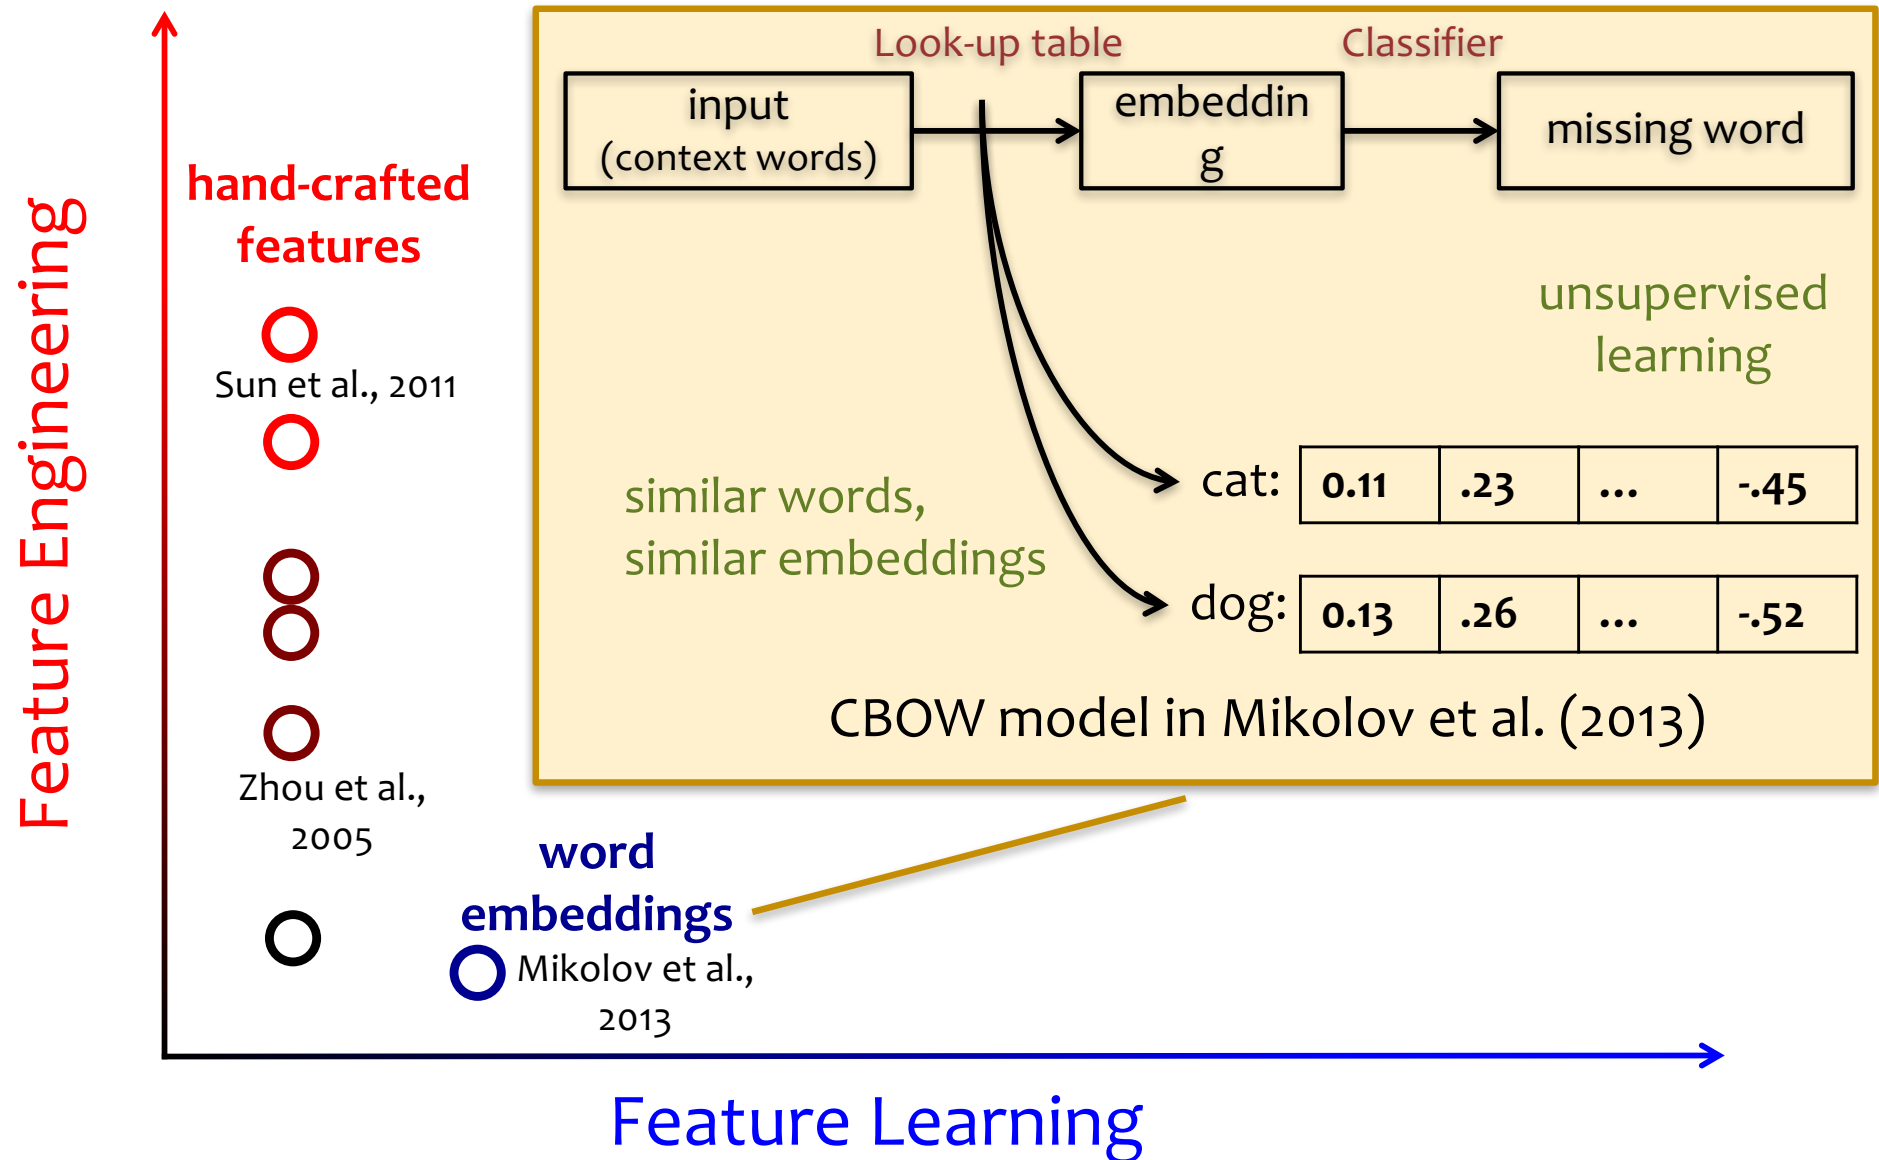 Feature Engineering
hand-crafted
features
Sun et al., 2011
Zhou et al.,
2005
word
embeddings
Mikolov et al.,
2013
Feature Learning
Look-up table
Classifier
input
(context words)
embeddin
g
missing word
unsupervised
learning
similar words,
similar embeddings
cat: 0.11 .23 ... -.45
dog: 0.13 .26 ... -.52
CBOW model in Mikolov et al. (2013)